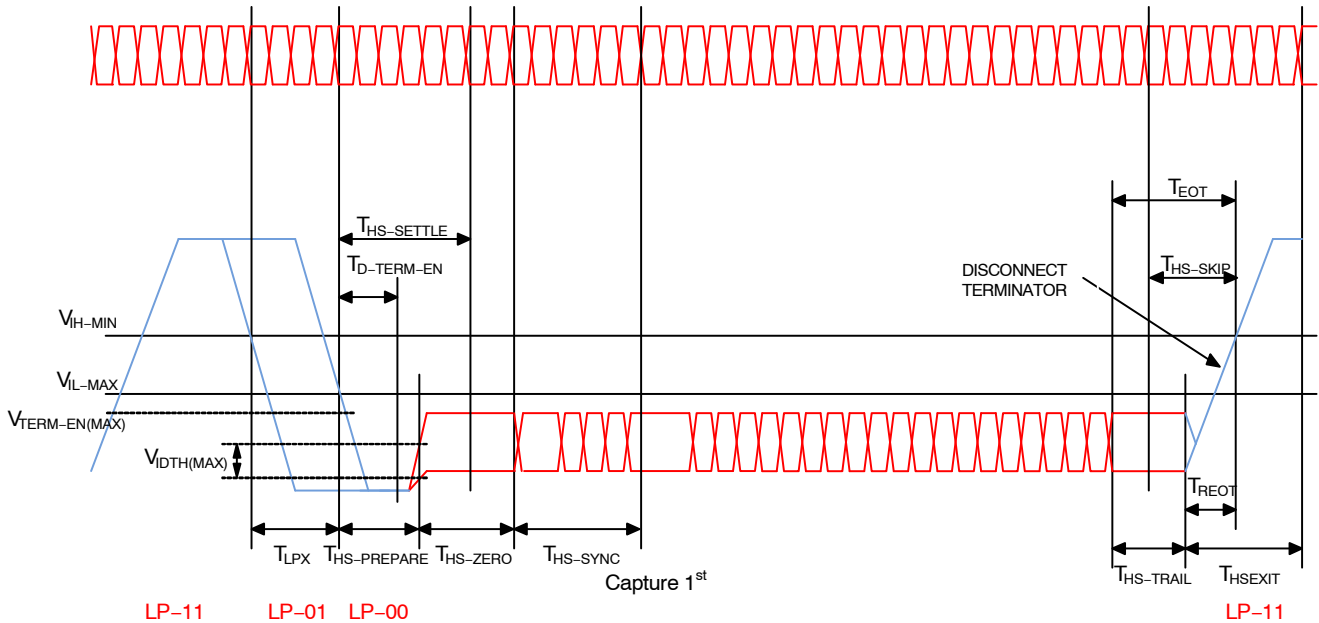 T_EOT
T_HS–SETTLE
T_D–TERM–EN
T_HS–SKIP
DISCONNECT
TERMINATOR
V_IH–MIN
V_IL–MAX
V_TERM–EN(MAX)
V_IDTH(MAX)
T_REOT
T_LPX T_HS–PREPARE T_HS–ZERO T_HS–SYNC
T_HS–TRAIL T_HSEXIT
Capture 1st
LP–11 LP–01 LP–00 LP–11